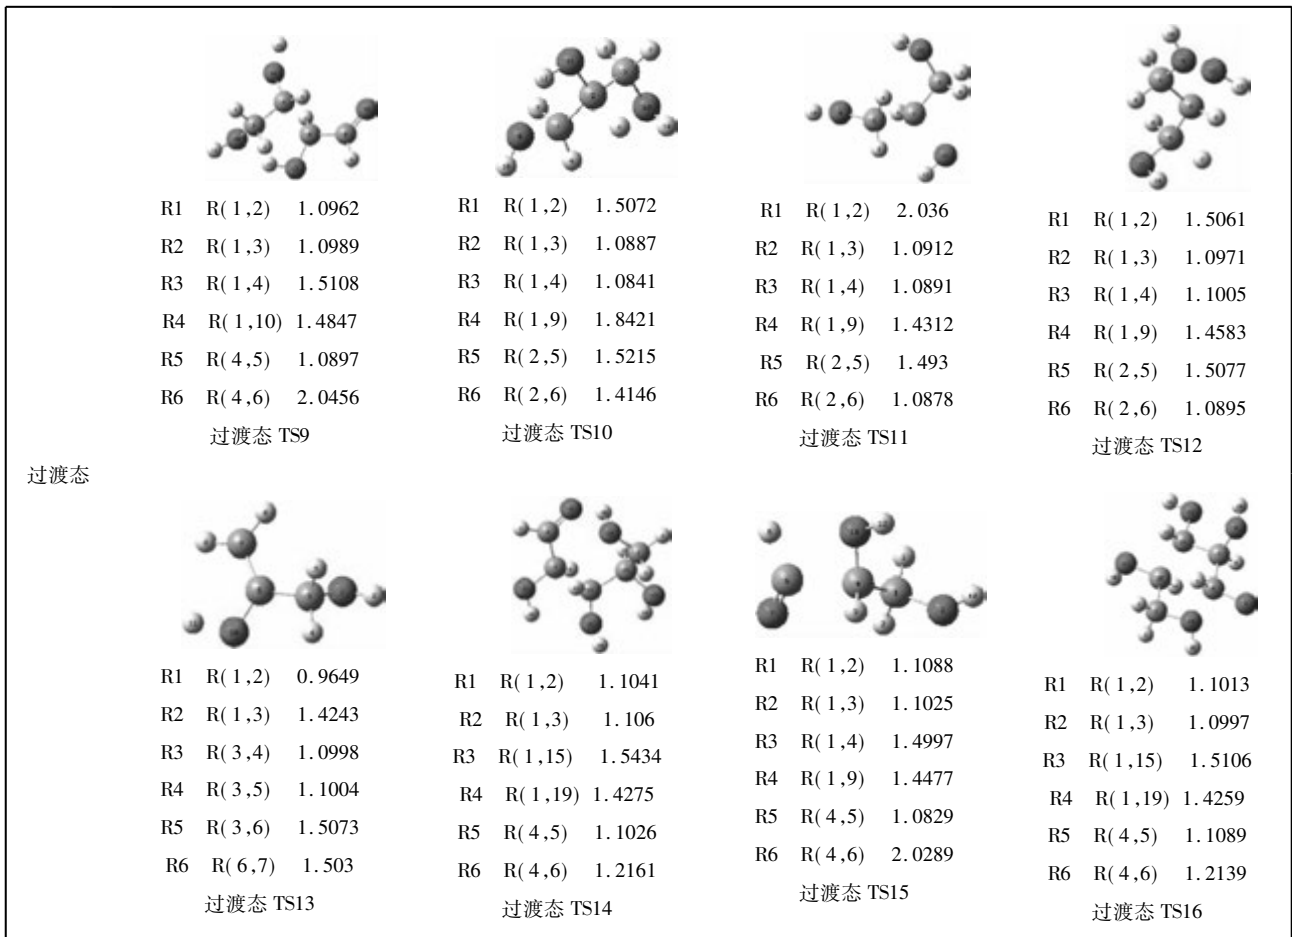 R1 R( 1 ,2) 1.0962
R2 R( 1 ,3) 1.0989
R3 R( 1 ,4) 1.5108
R4 R( 1 ,10) 1.4847
R5 R( 4 ,5) 1.0897
R6 R( 4 ,6) 2.0456
过渡态 TS9
R1 R( 1 ,2) 1.5072
R2 R( 1 ,3) 1.0887
R3 R( 1 ,4) 1.0841
R4 R( 1 ,9) 1.8421
R5 R( 2 ,5) 1.5215
R6 R( 2 ,6) 1.4146
过渡态 TS10
R1 R( 1 ,2) 2.036
R2 R( 1 ,3) 1.0912
R3 R( 1 ,4) 1.0891
R4 R( 1 ,9) 1.4312
R5 R( 2 ,5) 1.493
R6 R( 2 ,6) 1.0878
过渡态 TS11
R1 R( 1 ,2) 1.5061
R2 R( 1 ,3) 1.0971
R3 R( 1 ,4) 1.1005
R4 R( 1 ,9) 1.4583
R5 R( 2 ,5) 1.5077
R6 R( 2 ,6) 1.0895
过渡态 TS12
过渡态
R1 R( 1 ,2) 0.9649
R2 R( 1 ,3) 1.4243
R3 R( 3 ,4) 1.0998
R4 R( 3 ,5) 1.1004
R5 R( 3 ,6) 1.5073
R6 R( 6 ,7) 1.503
过渡态 TS13
R1 R( 1 ,2) 1.1041
R2 R( 1 ,3) 1.106
R3 R( 1 ,15) 1.5434
R4 R( 1 ,19) 1.4275
R5 R( 4 ,5) 1.1026
R6 R( 4 ,6) 1.2161
过渡态 TS14
R1 R( 1 ,2) 1.1088
R2 R( 1 ,3) 1.1025
R3 R( 1 ,4) 1.4997
R4 R( 1 ,9) 1.4477
R5 R( 4 ,5) 1.0829
R6 R( 4 ,6) 2.0289
过渡态 TS15
R1 R( 1 ,2) 1.1013
R2 R( 1 ,3) 1.0997
R3 R( 1 ,15) 1.5106
R4 R( 1 ,19) 1.4259
R5 R( 4 ,5) 1.1089
R6 R( 4 ,6) 1.2139
过渡态 TS16